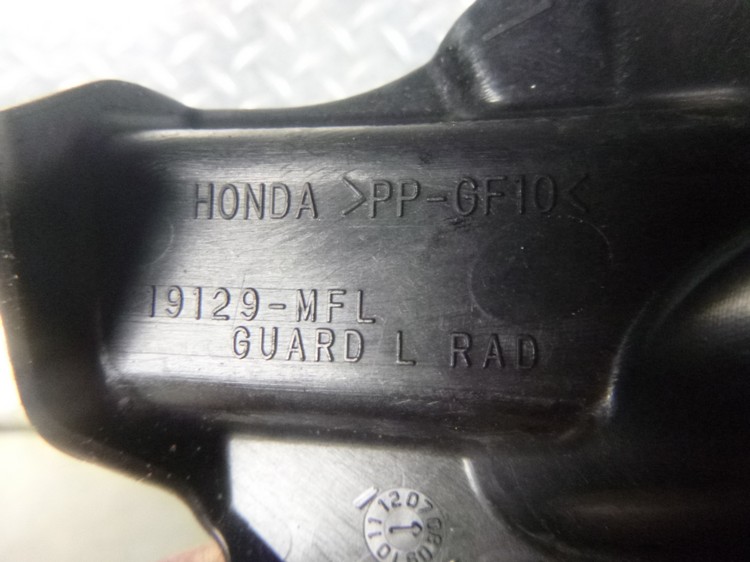 HONDA >PP-GF10<
19129-MFL
GUARD L RAD